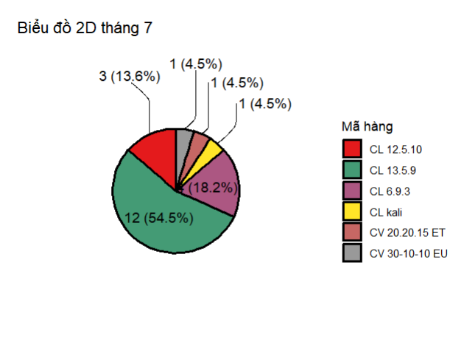 Biểu đồ 2D tháng 7
1 (4.5%)
3 (13.6%)
1 (4.5%)
1 (4.5%)
Mã hàng
CL 12.5.10
CL 13.5.9
(18.2%)
CL 6.9.3
12 (54.5%)
CL kali
CV 20.20.15 ET
CV 30-10-10 EU